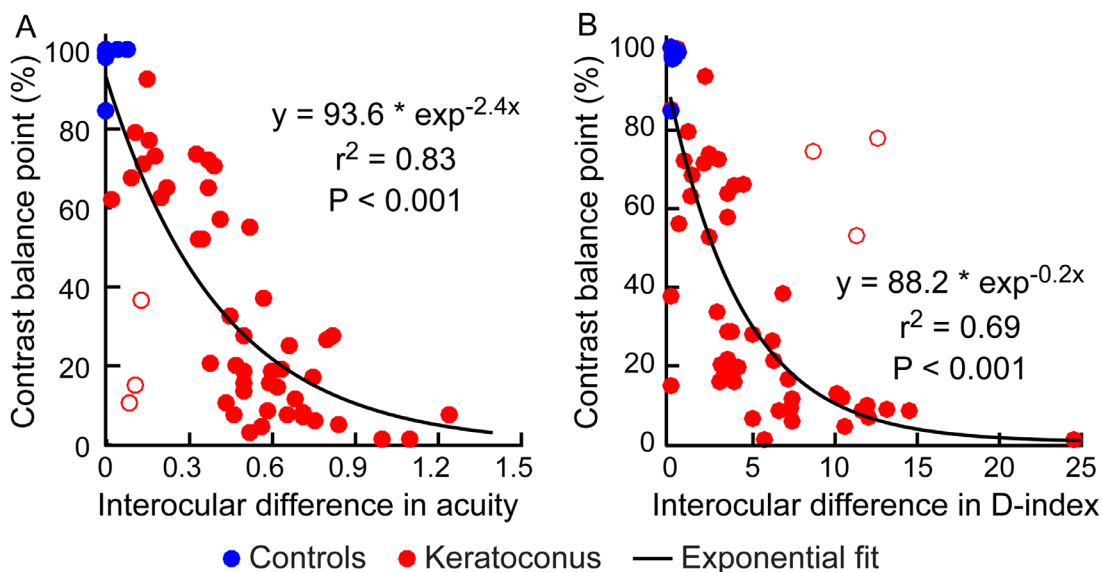 A
Contrast balance point (%)
100
80
60
40
20
0
y = 93.6 * exp-2.4x
r2 = 0.83
P < 0.001
0 0.3 0.6 0.9 1.2 1.5
Interocular difference in acuity
B
Contrast balance point (%)
100
80
60
40
20
0
y = 88.2 * exp-0.2x
r2 = 0.69
P < 0.001
0 5 10 15 20 25
Interocular difference in D-index
Controls Keratoconus Exponential fit